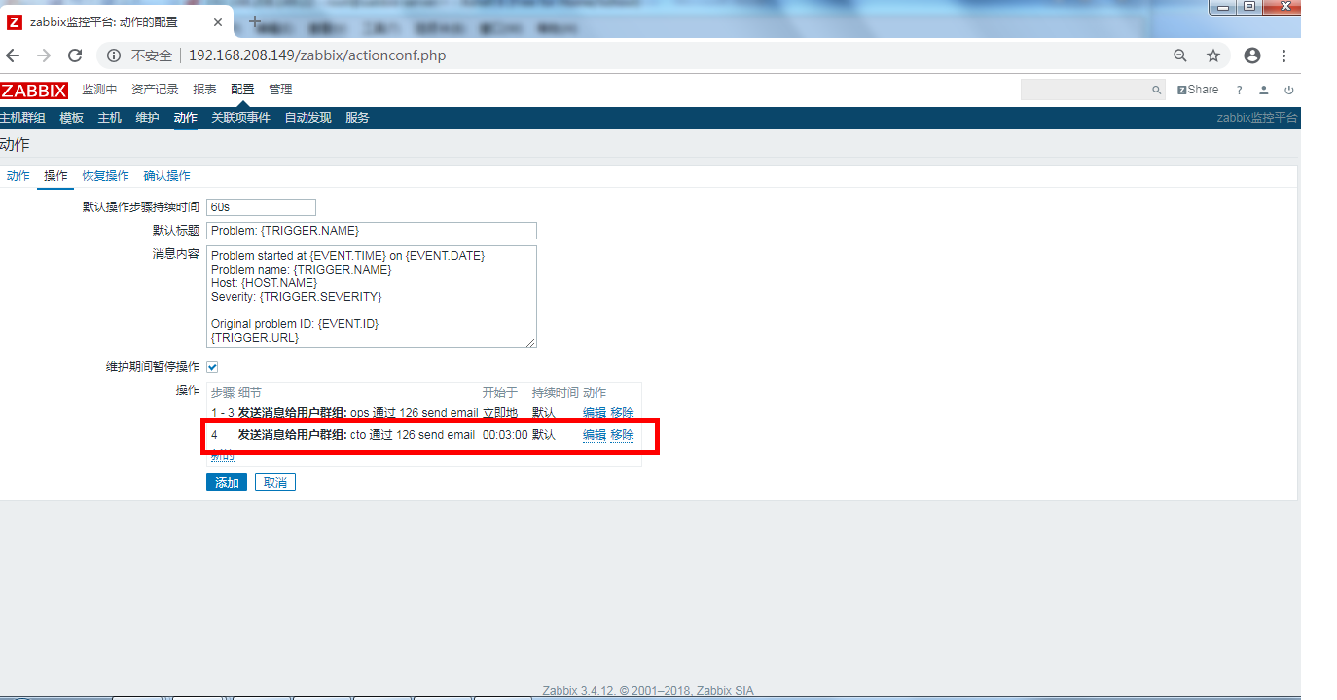 Z zabbix监控平台: 动作的配置
不安全 192.168.208.149/zabbix/actionconf.php
ZABBIX 监测中 资产记录 报表 配置 管理 Share ?
主机群组 模板 主机 维护 动作 关联项事件 自动发现 服务 zabbix监控平台
动作
动作 操作 恢复操作 确认操作
默认操作步骤持续时间 60s
默认标题 Problem: {TRIGGER.NAME}
消息内容 Problem started at {EVENT.TIME} on {EVENT.DATE}
Problem name: {TRIGGER.NAME}
Host: {HOST.NAME}
Severity: {TRIGGER.SEVERITY}
Original problem ID: {EVENT.ID}
{TRIGGER.URL}
维护期间暂停操作
操作 步骤 细节 开始于 持续时间 动作
1 - 3 发送消息给用户群组: ops 通过 126 send email 立即地 默认 编辑 移除
4 发送消息给用户群组: cto 通过 126 send email 00:03:00 默认 编辑 移除
新的
添加 取消
Zabbix 3.4.12. © 2001–2018, Zabbix SIA